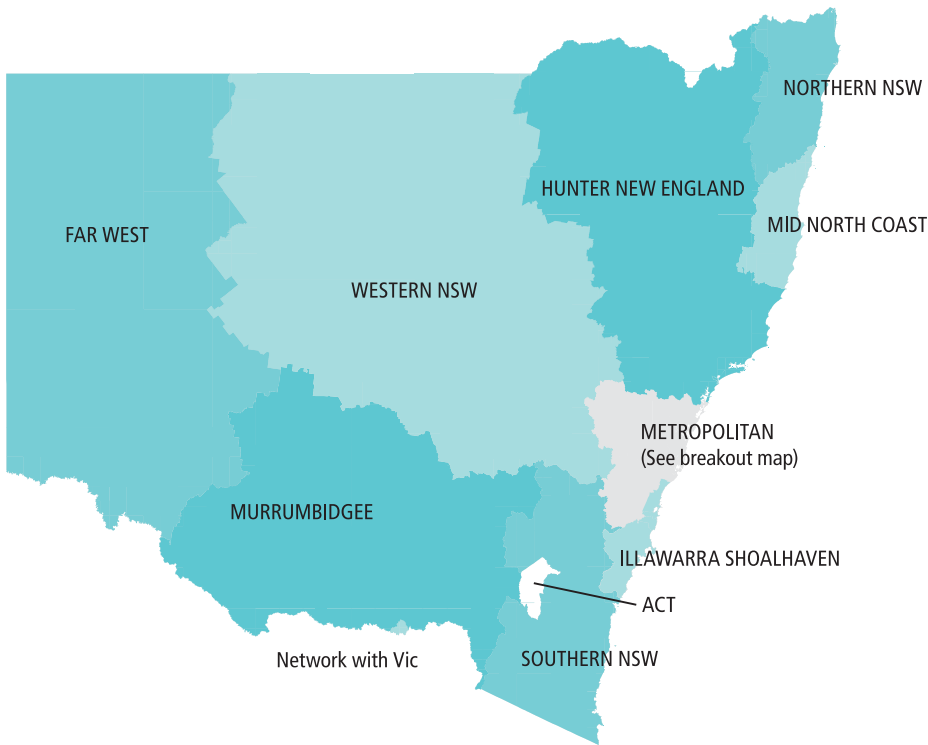 NORTHERN NSW
HUNTER NEW ENGLAND
MID NORTH COAST
FAR WEST
WESTERN NSW
METROPOLITAN
(See breakout map)
MURRUMBIDGEE
ILLAWARRA SHOALHAVEN
ACT
Network with Vic
SOUTHERN NSW